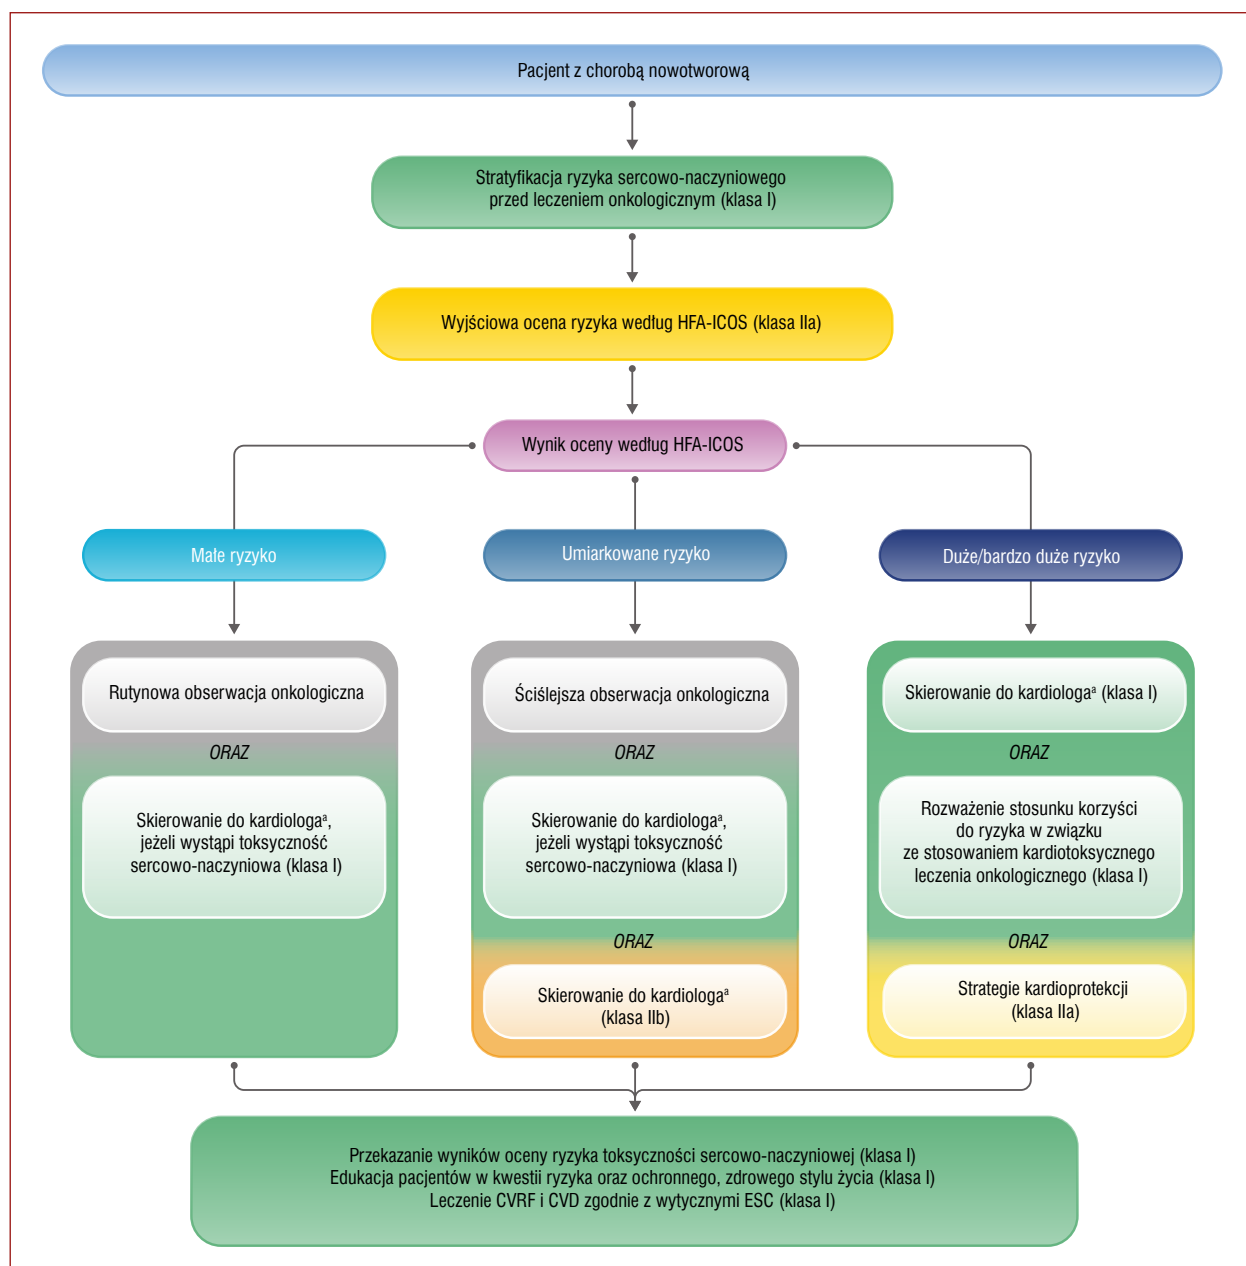 Pacjent z chorobą nowotworową
Stratyfikacja ryzyka sercowo-naczyniowego
przed leczeniem onkologicznym (klasa I)
Wyjściowa ocena ryzyka według HFA-ICOS (klasa IIa)
Wynik oceny według HFA-ICOS
Małe ryzyko
Umiarkowane ryzyko
Duże/bardzo duże ryzyko
Rutynowa obserwacja onkologiczna
ORAZ
Skierowanie do kardiologaᵃ,
jeżeli wystąpi toksyczność
sercowo-naczyniowa (klasa I)
Ściślejsza obserwacja onkologiczna
ORAZ
Skierowanie do kardiologaᵃ,
jeżeli wystąpi toksyczność
sercowo-naczyniowa (klasa I)
ORAZ
Skierowanie do kardiologaᵃ
(klasa IIb)
Skierowanie do kardiologaᵃ (klasa I)
ORAZ
Rozważenie stosunku korzyści
do ryzyka w związku
ze stosowaniem kardiotoksycznego
leczenia onkologicznego (klasa I)
ORAZ
Strategie kardioprotekcji
(klasa IIa)
Przekazanie wyników oceny ryzyka toksyczności sercowo-naczyniowej (klasa I)
Edukacja pacjentów w kwestii ryzyka oraz ochronnego, zdrowego stylu życia (klasa I)
Leczenie CVRF i CVD zgodnie z wytycznymi ESC (klasa I)